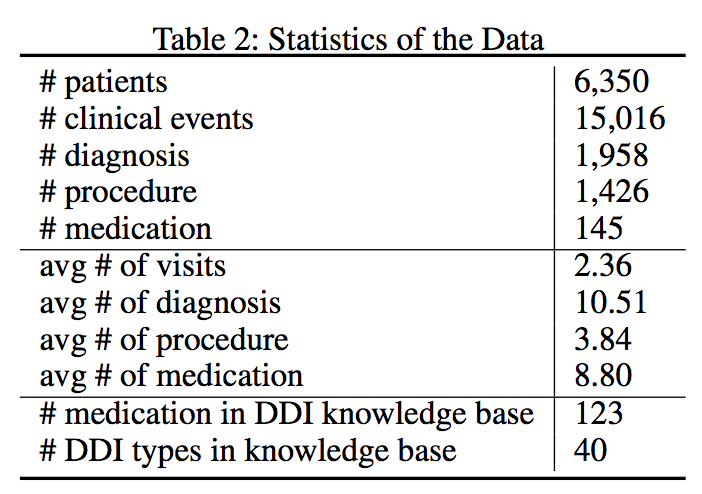 Table 2: Statistics of the Data
# patients 6,350
# clinical events 15,016
# diagnosis 1,958
# procedure 1,426
# medication 145
avg # of visits 2.36
avg # of diagnosis 10.51
avg # of procedure 3.84
avg # of medication 8.80
# medication in DDI knowledge base 123
# DDI types in knowledge base 40